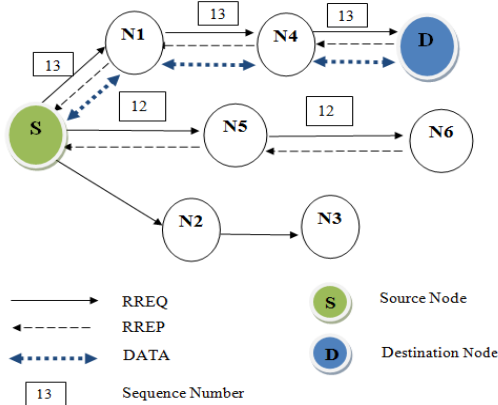 13
13
N1
N4
D
13
12
12
S
N5
N6
N2
N3
RREQ
S
Source Node
RREP
DATA
D
Destination Node
13
Sequence Number